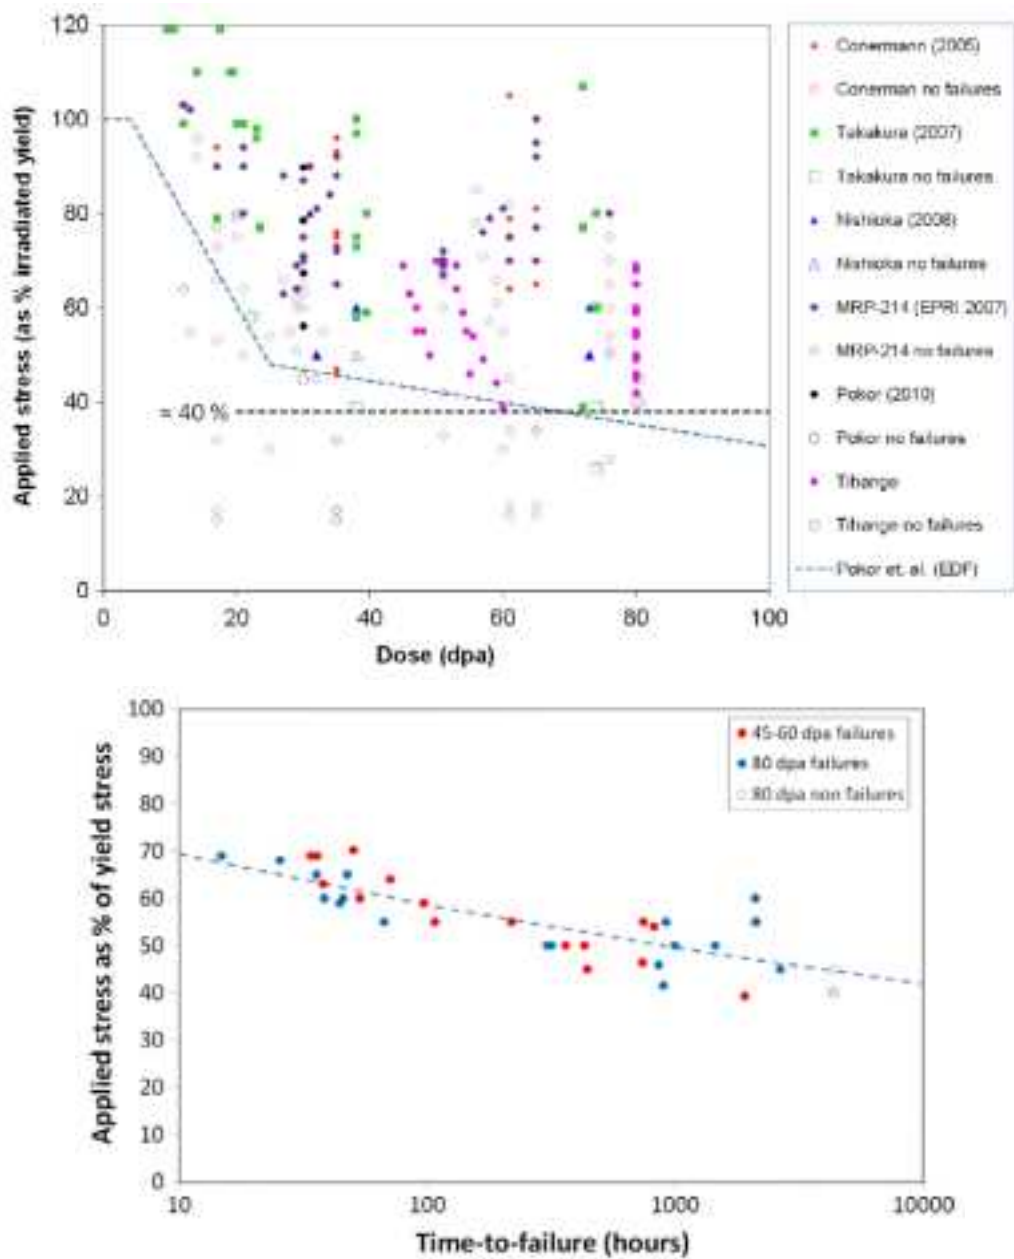 120
100
80
60
40
20
0
Applied stress (as % irradiated yield)
≈ 40 %
0 20 40 60 80 100
Dose (dpa)
Conermann (2005)
Conerman no failures
Takakura (2007)
Takakura no failures
Nishioka (2008)
Nishioka no failures
MRP-214 (EPRI 2007)
MRP-214 no failures
Pokor (2010)
Pokor no failures
Tihange
Tihange no failures
Pokor et. al. (EDF)
100
90
80
70
60
50
40
30
20
10
0
Applied stress as % of yield stress
45-60 dpa failures
80 dpa failures
80 dpa non failures
10 100 1000 10000
Time-to-failure (hours)